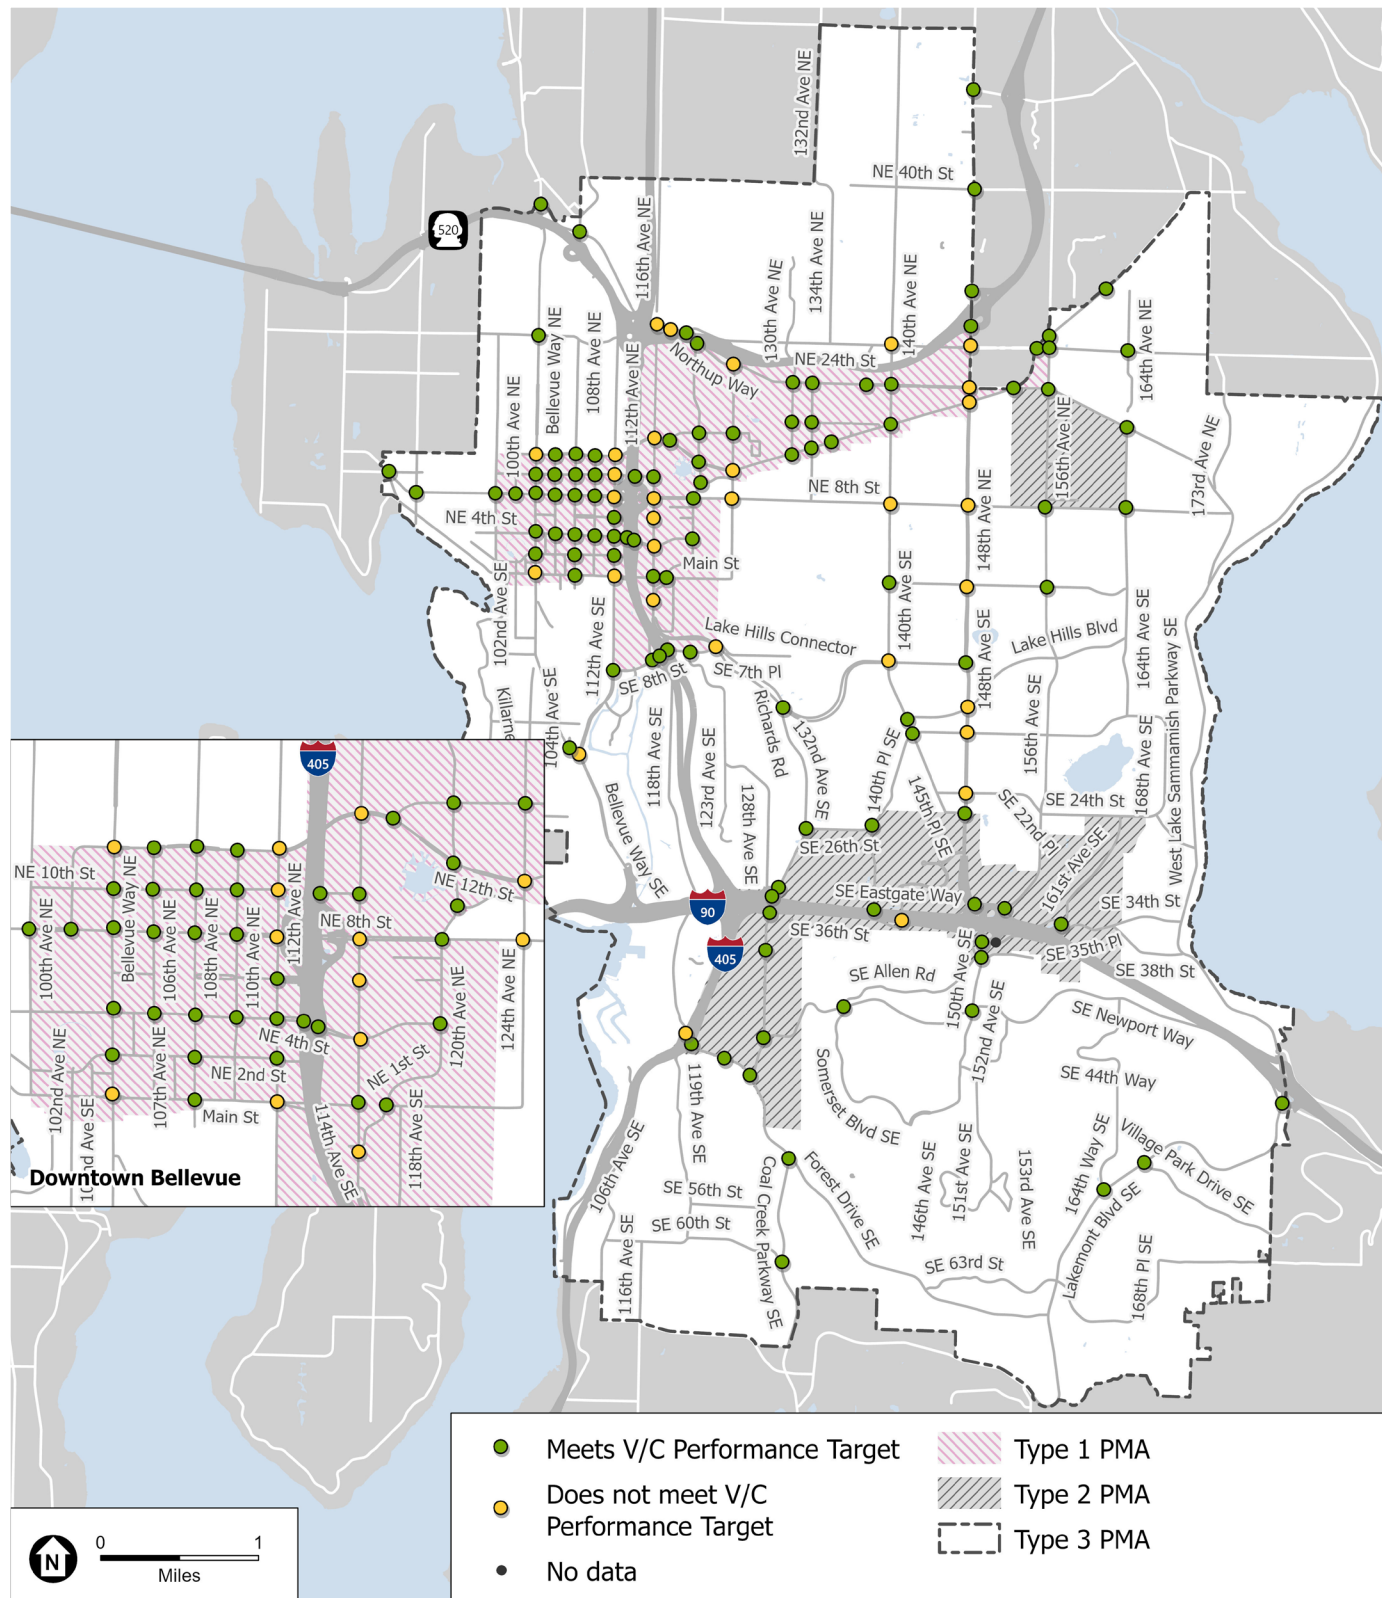 132nd Ave NE
NE 40th St
520
116th Ave NE
134th Ave NE
130th Ave NE
140th Ave NE
Bellevue Way NE
108th Ave NE
164th Ave NE
NE 24th St
Northup Way
112th Ave NE
100th Ave NE
156th Ave NE
173rd Ave NE
NE 8th St
NE 4th St
148th Ave NE
Main St
102nd Ave SE
140th Ave SE
112th Ave SE
Lake Hills Connector
Lake Hills Blvd
164th Ave SE
148th Ave SE
West Lake Sammamish Parkway SE
SE 8th St
SE 7th Pl
104th Ave SE
Richards Rd
156th Ave SE
118th Ave SE
123rd Ave SE
132nd Ave SE
140th Pl SE
168th Ave SE
128th Ave SE
145th Pl SE
Bellevue Way SE
SE 22nd Pl
SE 24th St
SE 26th St
161st Ave SE
SE Eastgate Way
90
SE 34th St
SE 36th St
405
SE 35th Pl
SE 38th St
SE Allen Rd
150th Ave SE
152nd Ave SE
SE Newport Way
SE 44th Way
Somerset Blvd SE
119th Ave SE
106th Ave SE
146th Ave SE
151st Ave SE
153rd Ave SE
164th Way SE
Village Park Drive SE
SE 56th St
SE 60th St
Coal Creek Parkway SE
Forest Drive SE
116th Ave SE
SE 63rd St
Lakemont Blvd SE
168th Pl SE
405
NE 10th St
Bellevue Way NE
112th Ave NE
NE 12th St
NE 8th St
100th Ave NE
106th Ave NE
108th Ave NE
110th Ave NE
120th Ave NE
124th Ave NE
NE 4th St
102nd Ave NE
107th Ave NE
NE 2nd St
NE 1st St
Main St
114th Ave SE
118th Ave SE
Downtown Bellevue
Meets V/C Performance Target
Does not meet V/C
Performance Target
No data
Type 1 PMA
Type 2 PMA
Type 3 PMA
N
0
1
Miles